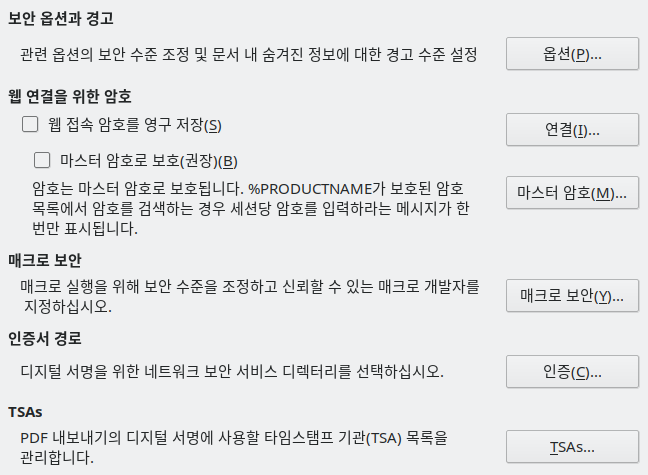 보안 옵션과 경고
관련 옵션의 보안 수준 조정 및 문서 내 숨겨진 정보에 대한 경고 수준 설정
옵션(P)...
웹 연결을 위한 암호
웹 접속 암호를 영구 저장(S)
연결(I)...
마스터 암호로 보호(권장)(B)
암호는 마스터 암호로 보호됩니다. %PRODUCTNAME가 보호된 암호
목록에서 암호를 검색하는 경우 세션당 암호를 입력하라는 메시지가 한
번만 표시됩니다.
마스터 암호(M)...
매크로 보안
매크로 실행을 위해 보안 수준을 조정하고 신뢰할 수 있는 매크로 개발자를
지정하십시오.
매크로 보안(Y)...
인증서 경로
디지털 서명을 위한 네트워크 보안 서비스 디렉터리를 선택하십시오.
인증(C)...
TSAs
PDF 내보내기의 디지털 서명에 사용할 타임스탬프 기관(TSA) 목록을
관리합니다.
TSAs...